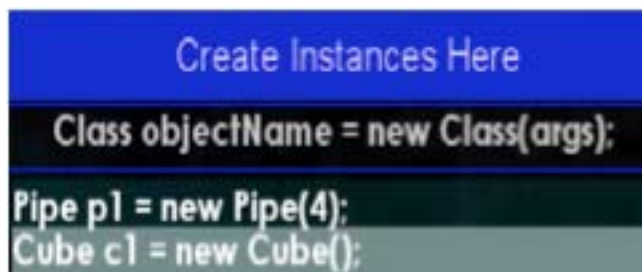 Create Instances Here
Class objectName = new Class(args);
Pipe p1 = new Pipe(4);
Cube c1 = new Cube();